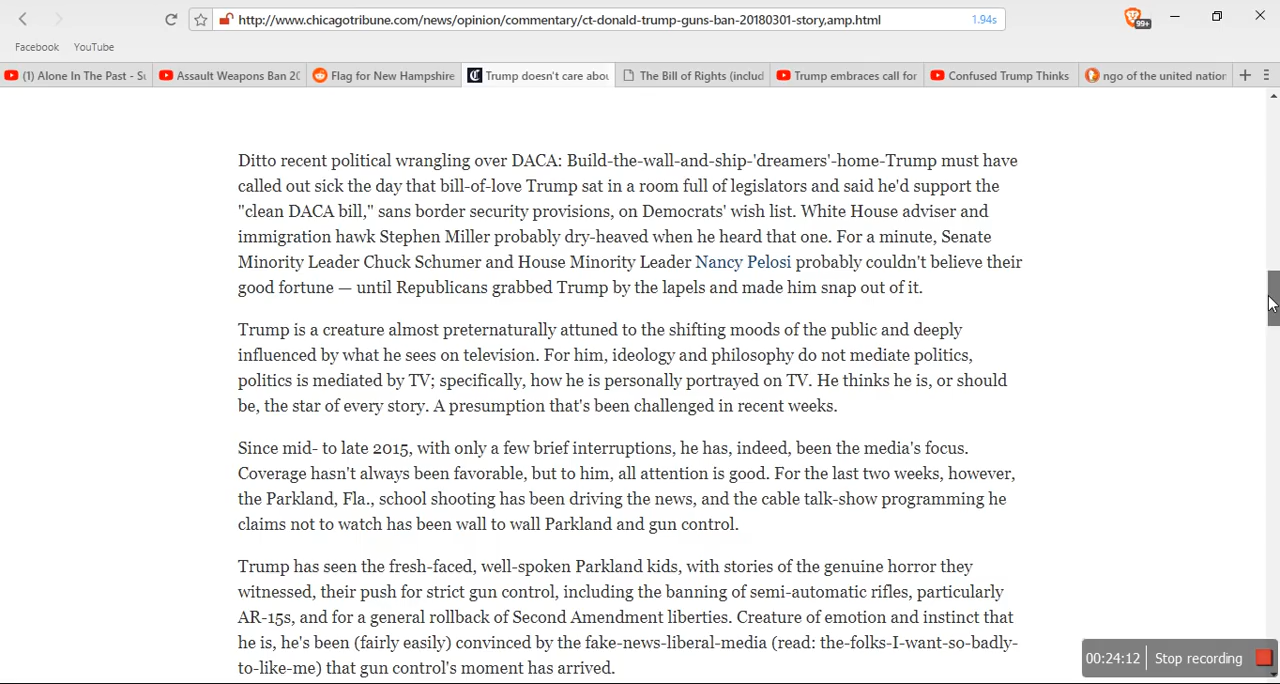 http://www.chicagotribune.com/news/opinion/commentary/ct-donald-trump-guns-ban-20180301-story,amp.html
1.94s
99+
Facebook YouTube
(1) Alone In The Past - Su
Assault Weapons Ban 20
Flag for New Hampshire
Trump doesn't care abou
The Bill of Rights (includ
Trump embraces call for
Confused Trump Thinks
ngo of the united nation
Ditto recent political wrangling over DACA: Build-the-wall-and-ship-'dreamers'-home-Trump must have
called out sick the day that bill-of-love Trump sat in a room full of legislators and said he'd support the
"clean DACA bill," sans border security provisions, on Democrats' wish list. White House adviser and
immigration hawk Stephen Miller probably dry-heaved when he heard that one. For a minute, Senate
Minority Leader Chuck Schumer and House Minority Leader Nancy Pelosi probably couldn't believe their
good fortune — until Republicans grabbed Trump by the lapels and made him snap out of it.
Trump is a creature almost preternaturally attuned to the shifting moods of the public and deeply
influenced by what he sees on television. For him, ideology and philosophy do not mediate politics,
politics is mediated by TV; specifically, how he is personally portrayed on TV. He thinks he is, or should
be, the star of every story. A presumption that's been challenged in recent weeks.
Since mid- to late 2015, with only a few brief interruptions, he has, indeed, been the media's focus.
Coverage hasn't always been favorable, but to him, all attention is good. For the last two weeks, however,
the Parkland, Fla., school shooting has been driving the news, and the cable talk-show programming he
claims not to watch has been wall to wall Parkland and gun control.
Trump has seen the fresh-faced, well-spoken Parkland kids, with stories of the genuine horror they
witnessed, their push for strict gun control, including the banning of semi-automatic rifles, particularly
AR-15s, and for a general rollback of Second Amendment liberties. Creature of emotion and instinct that
he is, he's been (fairly easily) convinced by the fake-news-liberal-media (read: the-folks-I-want-so-badly-
to-like-me) that gun control's moment has arrived.
00:24:12 Stop recording